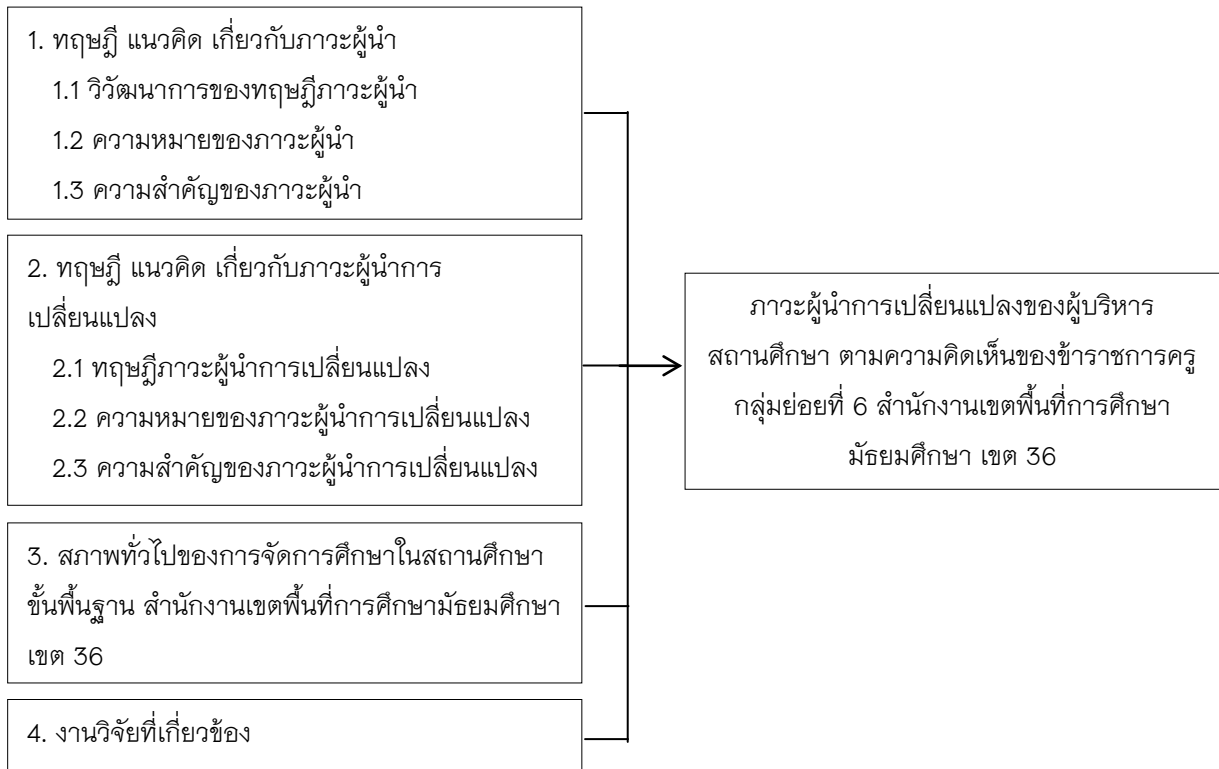 1. ทฤษฎี แนวคิด เกี่ยวกับภาวะผู้นำ
1.1 วิวัฒนาการของทฤษฎีภาวะผู้นำ
1.2 ความหมายของภาวะผู้นำ
1.3 ความสำคัญของภาวะผู้นำ
2. ทฤษฎี แนวคิด เกี่ยวกับภาวะผู้นำการ
เปลี่ยนแปลง
2.1 ทฤษฎีภาวะผู้นำการเปลี่ยนแปลง
2.2 ความหมายของภาวะผู้นำการเปลี่ยนแปลง
2.3 ความสำคัญของภาวะผู้นำการเปลี่ยนแปลง
3. สภาพทั่วไปของการจัดการศึกษาในสถานศึกษา
ขั้นพื้นฐาน สำนักงานเขตพื้นที่การศึกษามัธยมศึกษา
เขต 36
4. งานวิจัยที่เกี่ยวข้อง
ภาวะผู้นำการเปลี่ยนแปลงของผู้บริหาร
สถานศึกษา ตามความคิดเห็นของข้าราชการครู
กลุ่มย่อยที่ 6 สำนักงานเขตพื้นที่การศึกษา
มัธยมศึกษา เขต 36